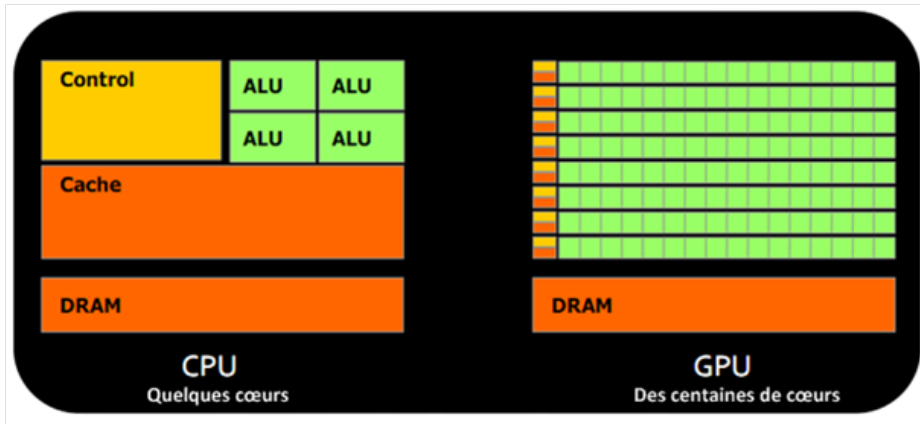 Control
ALU ALU
ALU ALU
Cache
DRAM
CPU
Quelques cœurs
DRAM
GPU
Des centaines de cœurs